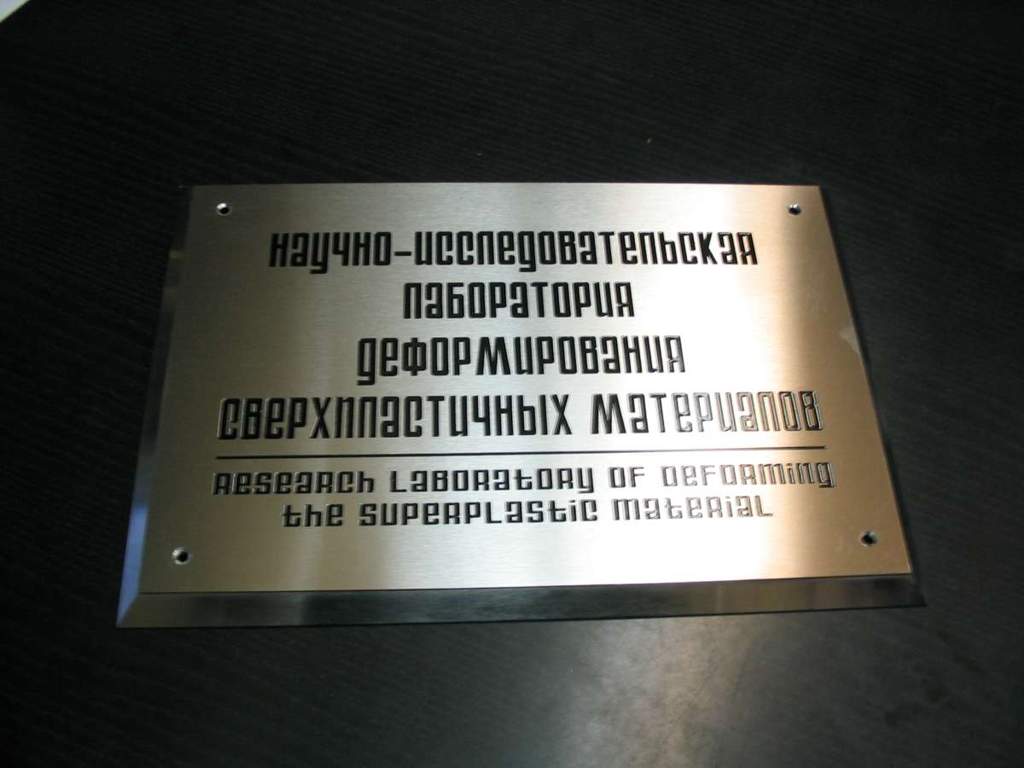 научно-исследовательская
лаборатория
деформирования
сверхпластичных материалов
Research Laboratory of Deforming
the Superplastic Material